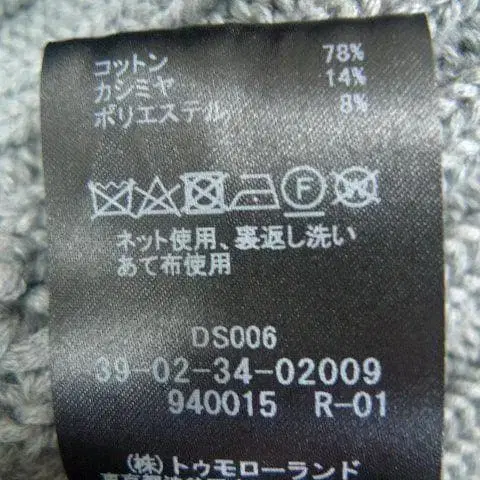 コットン 78%
カシミヤ 14%
ポリエステル 8%
F W
ネット使用、裏返し洗い
あて布使用
DS006
39-02-34-02009
940015 R-01
(株)トゥモローランド